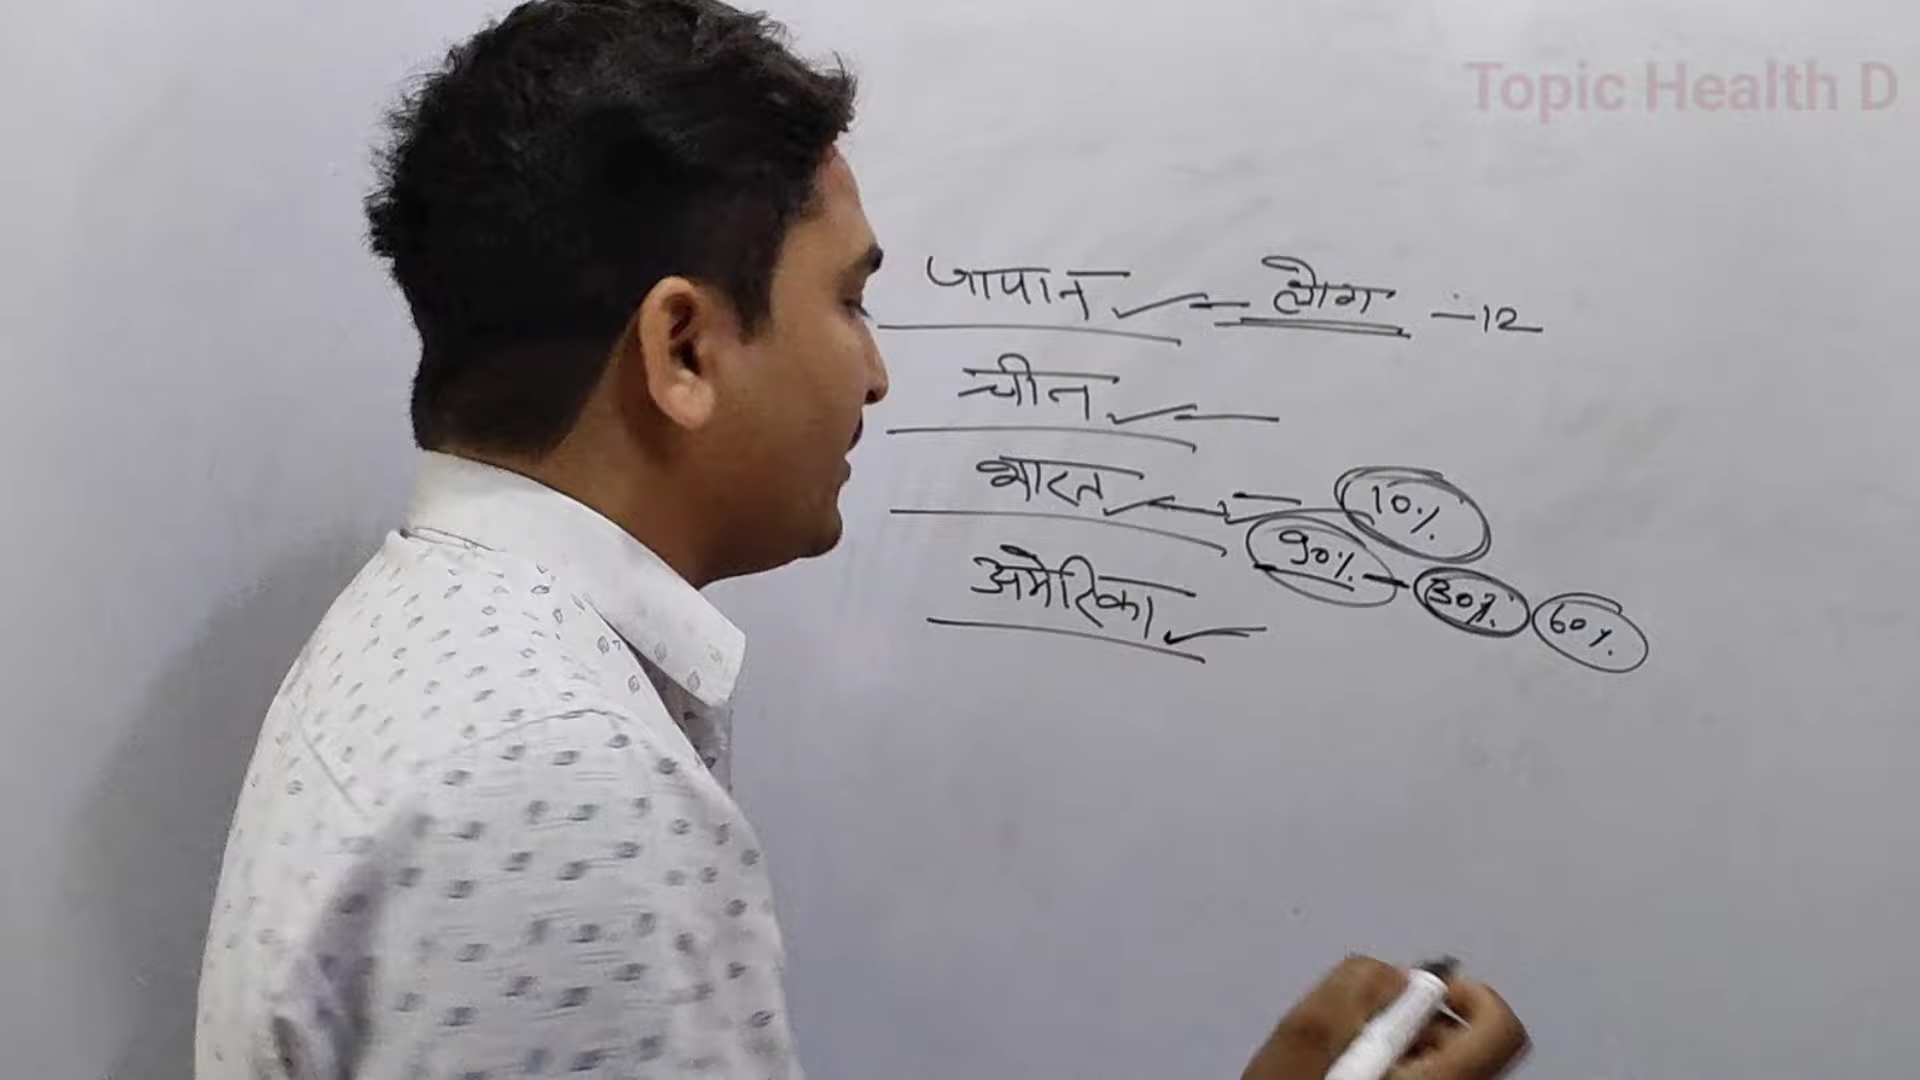 Topic Health D
जापान ✓ - - 12
चीन ✓ -
भारत ✓ - 10%
90% - 30% 60%
अमेरिका ✓ -